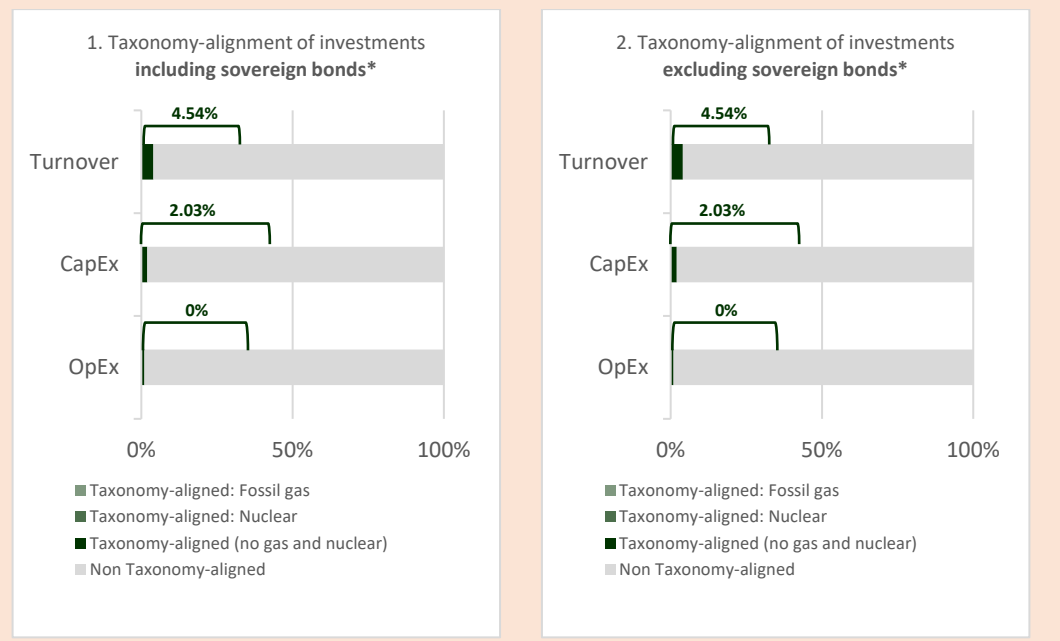 1. Taxonomy-alignment of investments
including sovereign bonds*
4.54%
Turnover
2.03%
CapEx
0%
OpEx
0%
50%
100%
Taxonomy-aligned: Fossil gas
Taxonomy-aligned: Nuclear
Taxonomy-aligned (no gas and nuclear)
Non Taxonomy-aligned
2. Taxonomy-alignment of investments
excluding sovereign bonds*
4.54%
Turnover
2.03%
CapEx
0%
OpEx
0%
50%
100%
Taxonomy-aligned: Fossil gas
Taxonomy-aligned: Nuclear
Taxonomy-aligned (no gas and nuclear)
Non Taxonomy-aligned